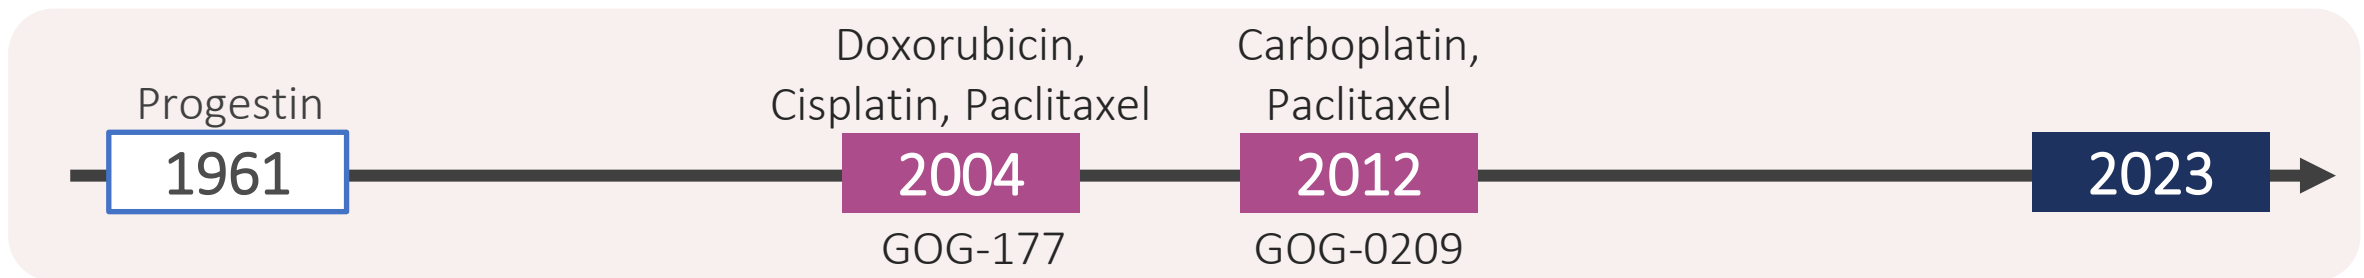 Progestin
1961
Doxorubicin,
Cisplatin, Paclitaxel
2004
GOG-177
Carboplatin,
Paclitaxel
2012
GOG-0209
2023